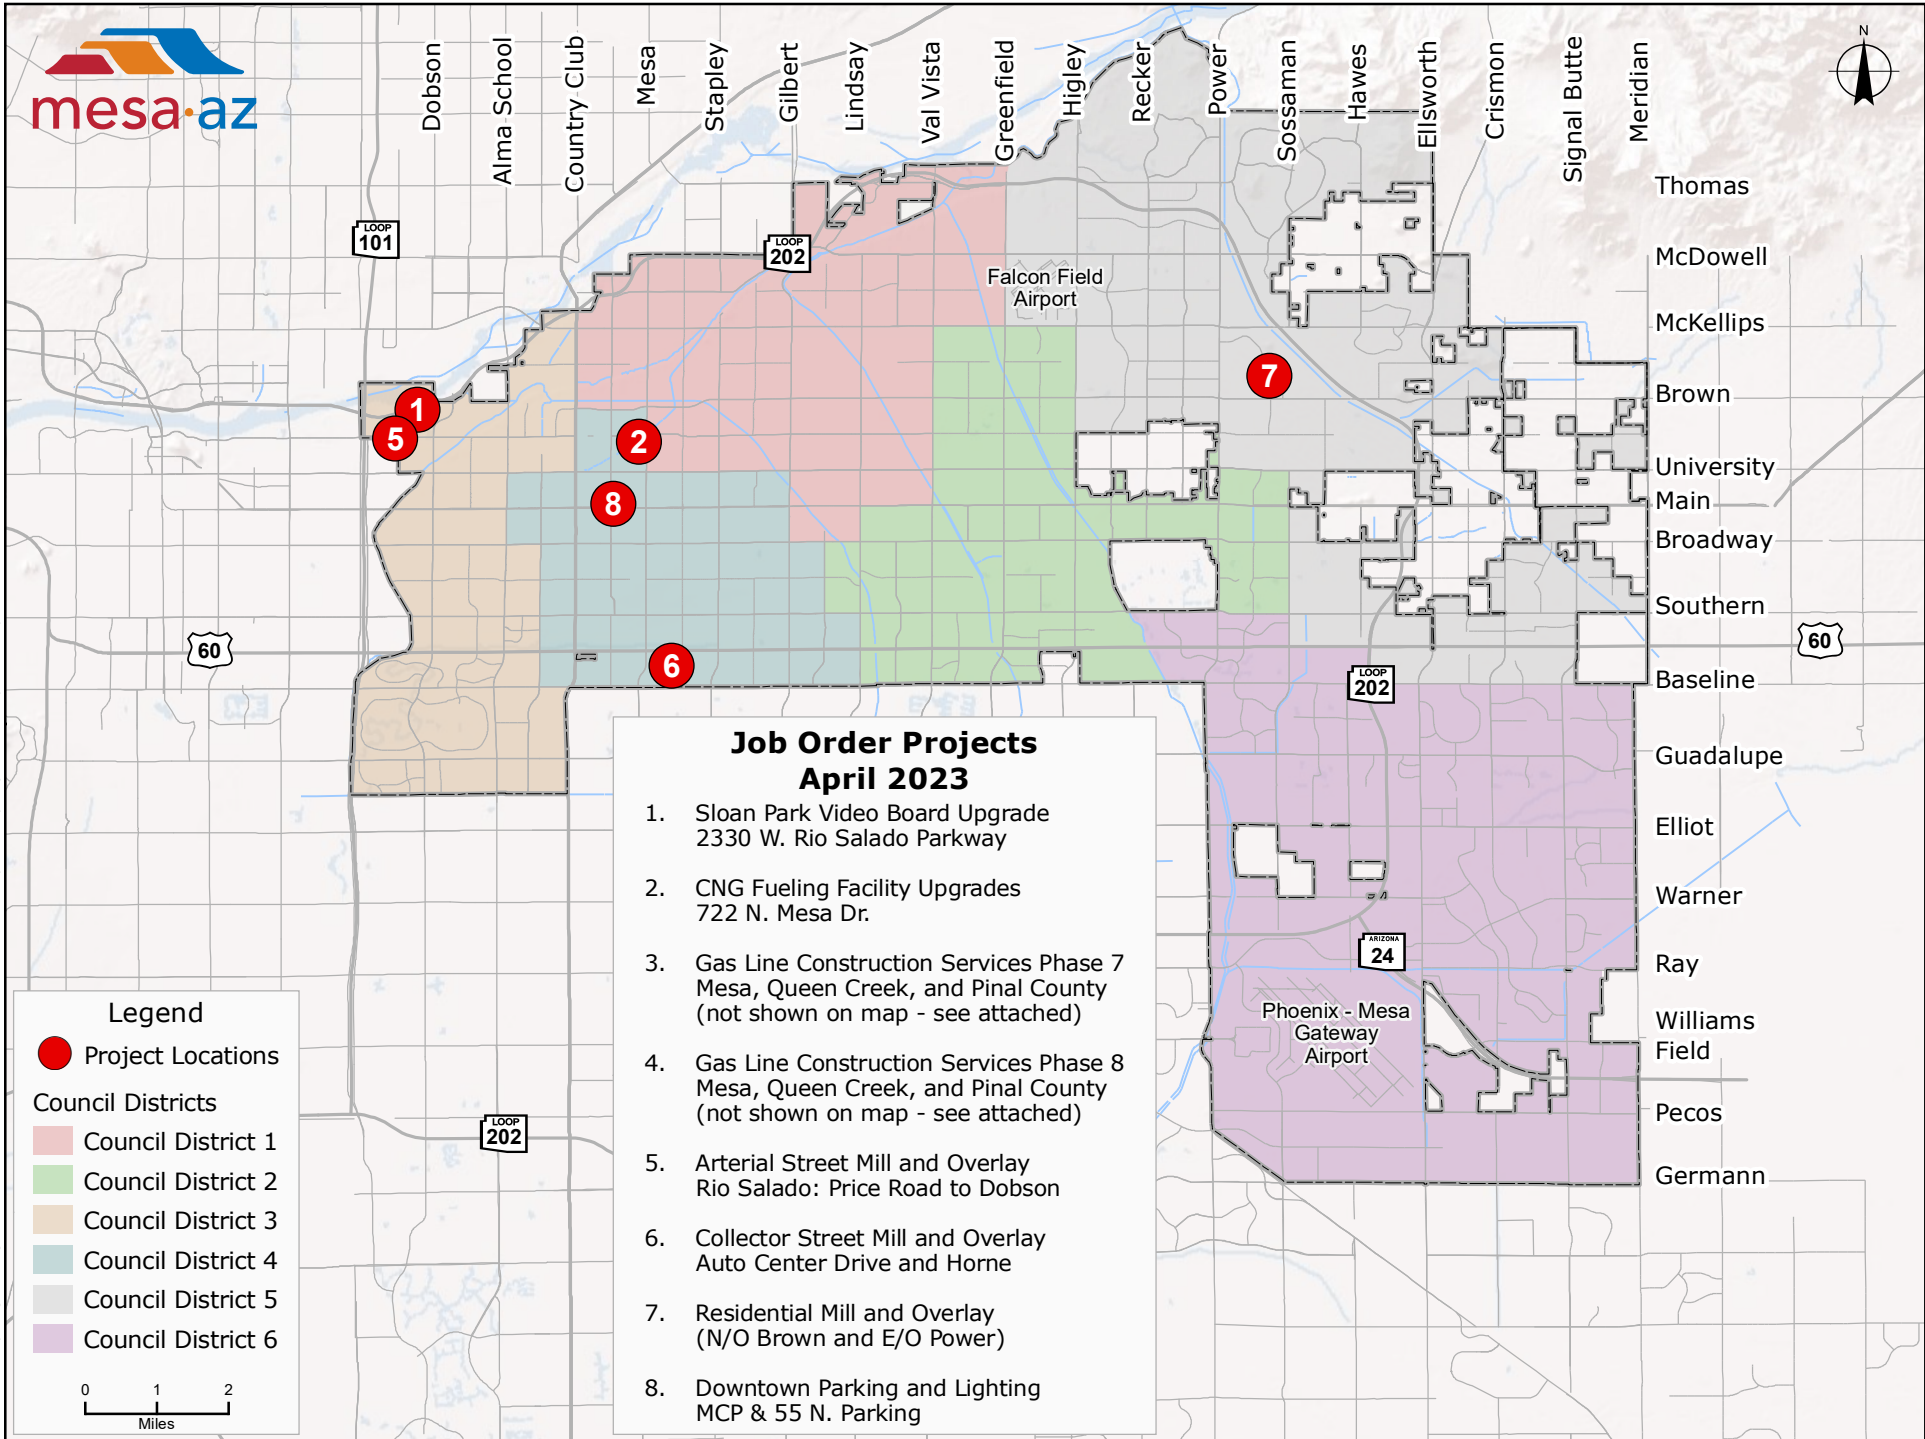 mesa·az
Dobson
Alma School
Country Club
Mesa
Stapley
Gilbert
Lindsay
Val Vista
Greenfield
Higley
Recker
Power
Sossaman
Hawes
Ellsworth
Crismon
Signal Butte
Meridian
N
Thomas
McDowell
McKellips
Brown
University
Main
Broadway
Southern
Baseline
Guadalupe
Elliot
Warner
Ray
Williams
Field
Pecos
Germann
LOOP
101
LOOP
202
Falcon Field
Airport
1
5
2
8
7
6
60
60
LOOP
202
ARIZONA
24
Phoenix - Mesa
Gateway
Airport
LOOP
202
Job Order Projects
April 2023
1. Sloan Park Video Board Upgrade
2330 W. Rio Salado Parkway
2. CNG Fueling Facility Upgrades
722 N. Mesa Dr.
3. Gas Line Construction Services Phase 7
Mesa, Queen Creek, and Pinal County
(not shown on map - see attached)
4. Gas Line Construction Services Phase 8
Mesa, Queen Creek, and Pinal County
(not shown on map - see attached)
5. Arterial Street Mill and Overlay
Rio Salado: Price Road to Dobson
6. Collector Street Mill and Overlay
Auto Center Drive and Horne
7. Residential Mill and Overlay
(N/O Brown and E/O Power)
8. Downtown Parking and Lighting
MCP & 55 N. Parking
Legend
Project Locations
Council Districts
Council District 1
Council District 2
Council District 3
Council District 4
Council District 5
Council District 6
0 1 2
Miles